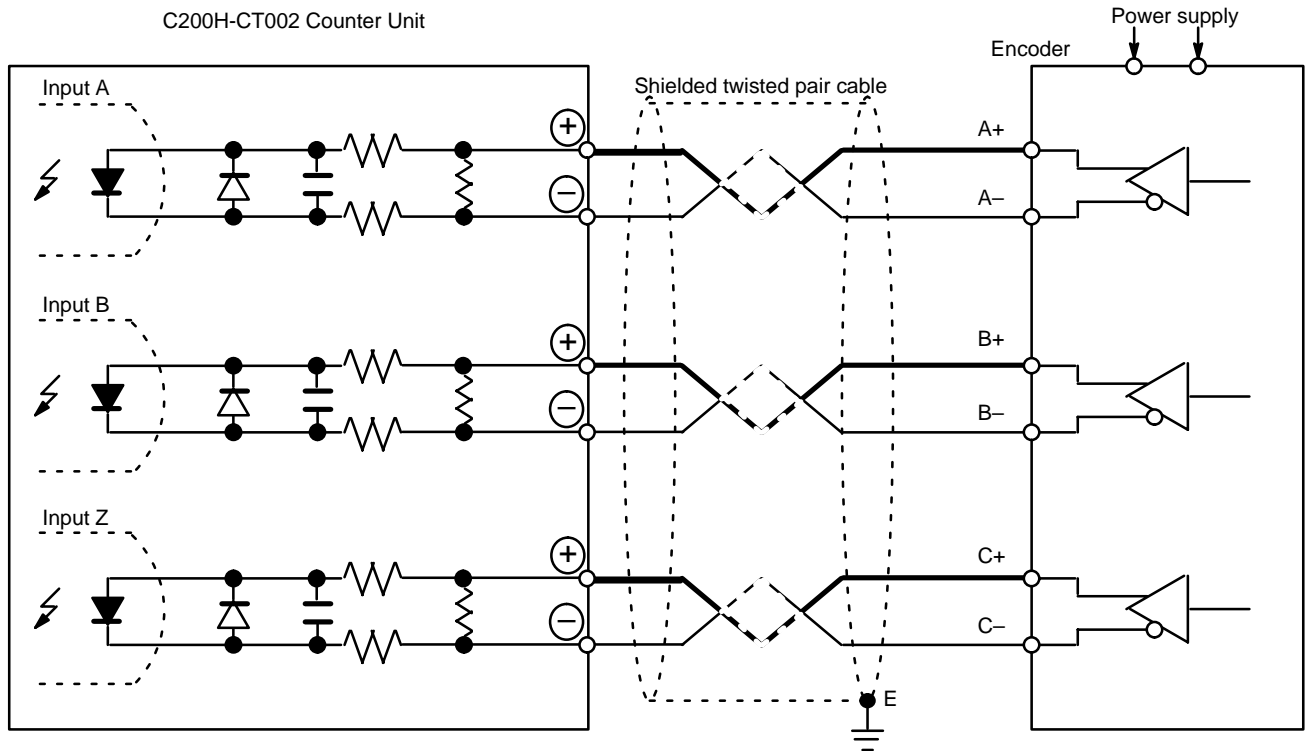 C200H-CT002 Counter Unit
Power supply
Encoder
Input A
Shielded twisted pair cable
+
A+
−
A–
Input B
+
B+
−
B–
Input Z
+
C+
−
C–
E